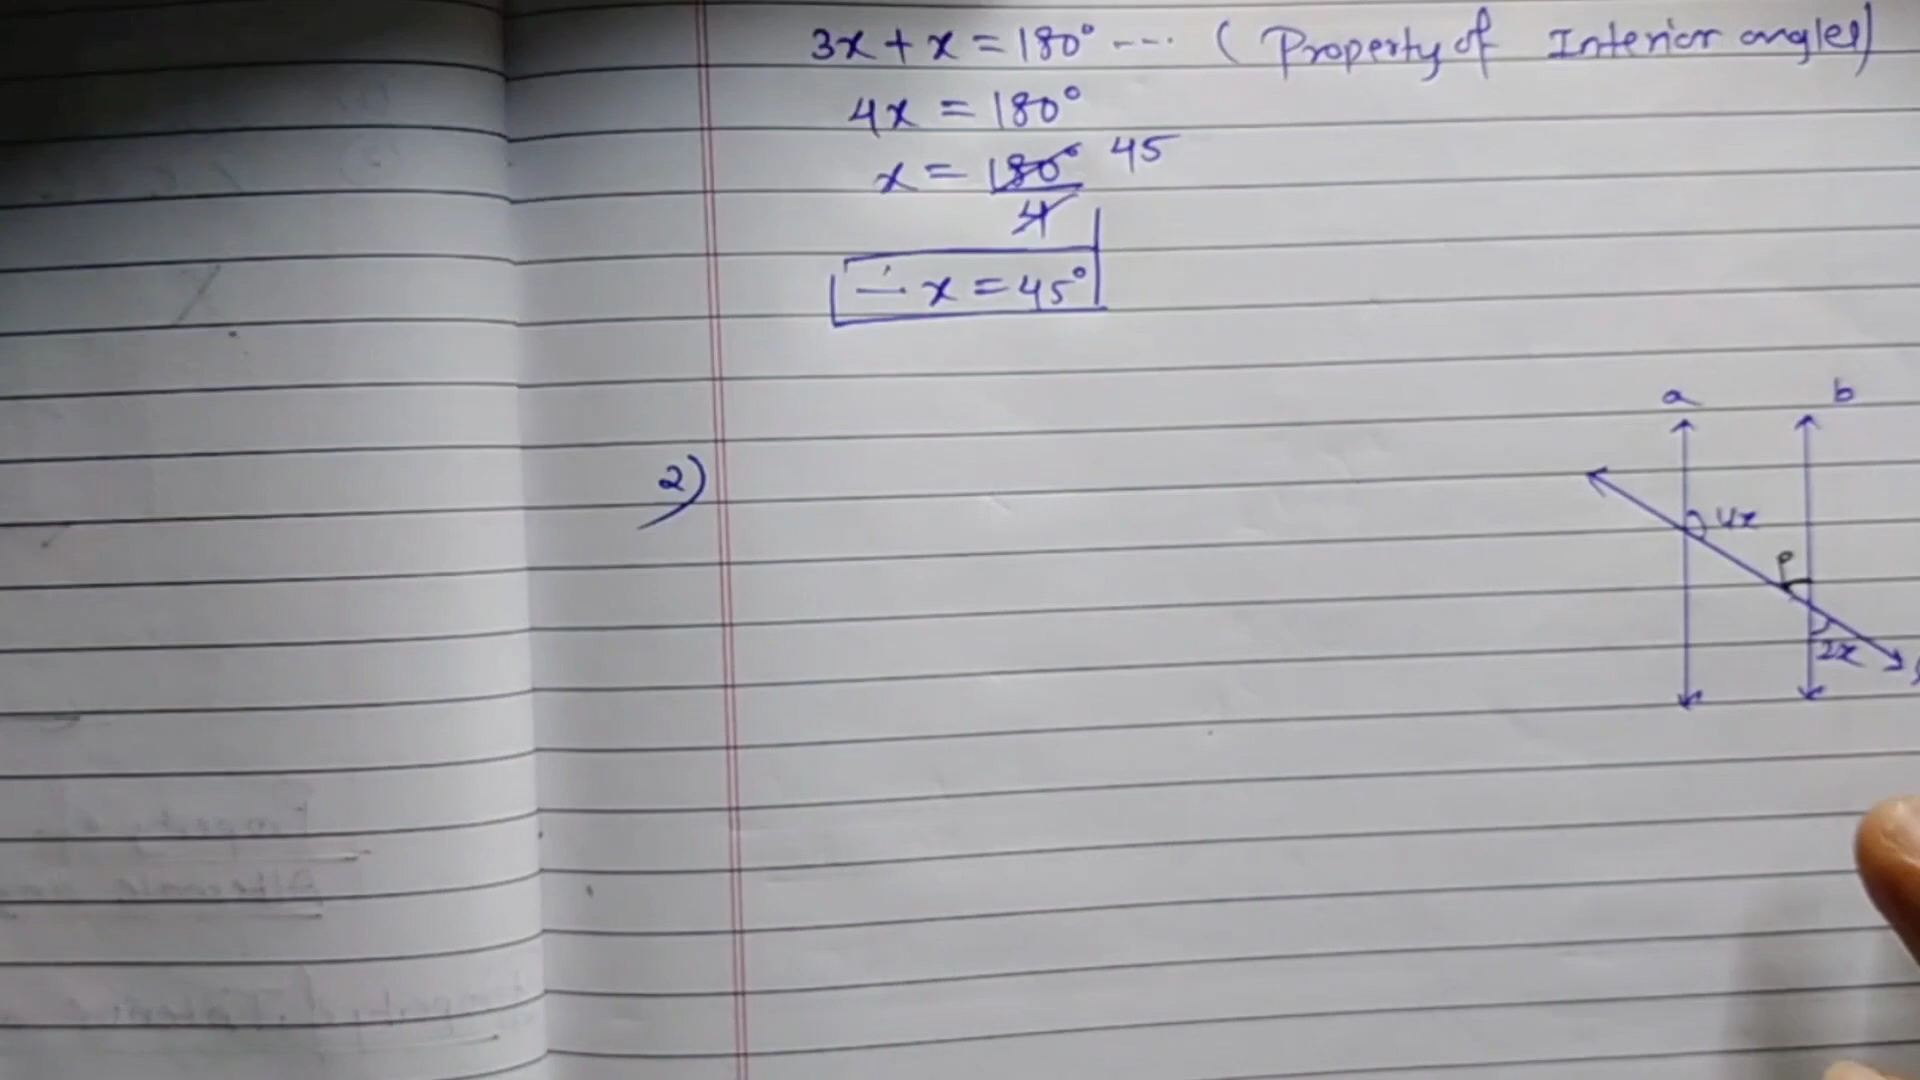 3x + x = 180° ---- ( Property of Interior angles)
4x = 180°
x = 180° 45
4
∴ x = 45°
2)
a b
4x
P
2x